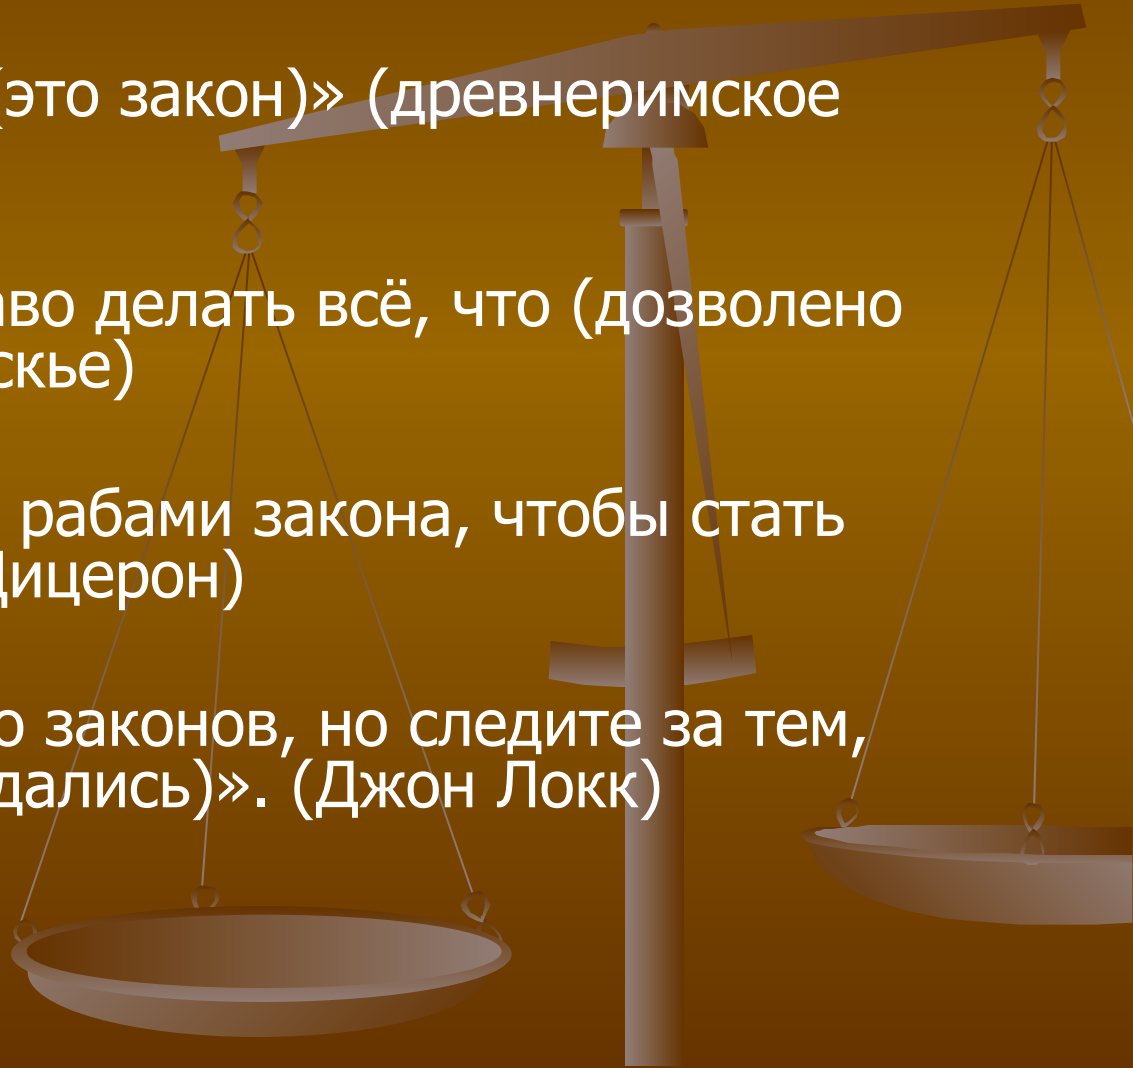 (это закон)» (древнеримское
аво делать всё, что (дозволено
скье)
рабами закона, чтобы стать
Цицерон)
о законов, но следите за тем,
дались)». (Джон Локк)